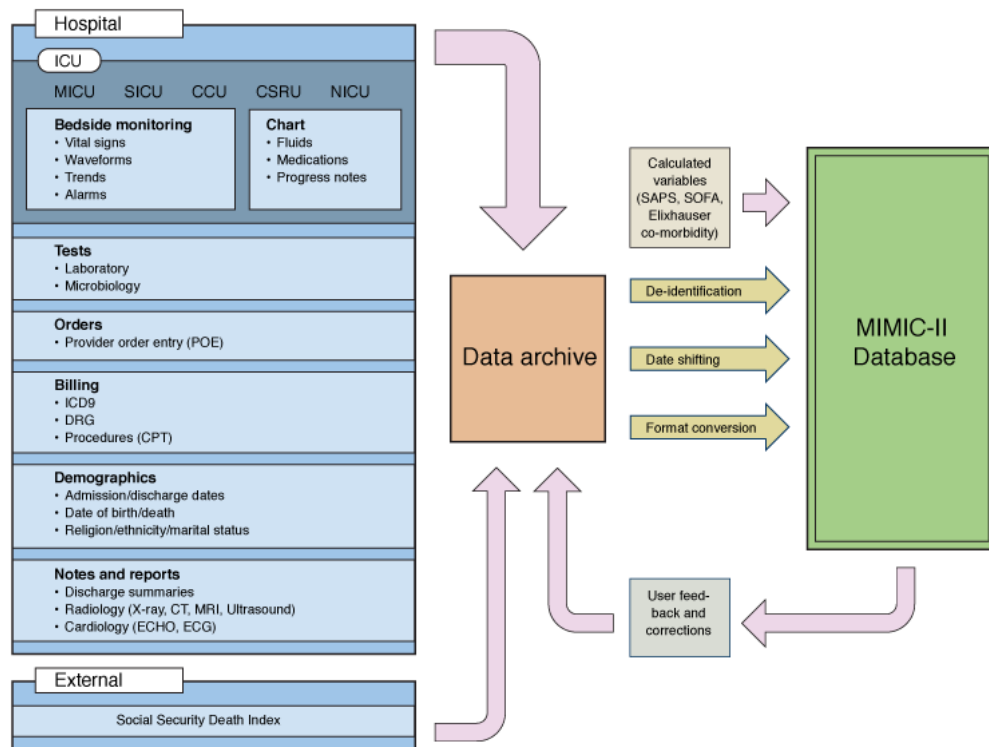 Hospital
ICU
MICU SICU CCU CSRU NICU
Bedside monitoring
• Vital signs
• Waveforms
• Trends
• Alarms
Chart
• Fluids
• Medications
• Progress notes
Tests
• Laboratory
• Microbiology
Orders
• Provider order entry (POE)
Billing
• ICD9
• DRG
• Procedures (CPT)
Demographics
• Admission/discharge dates
• Date of birth/death
• Religion/ethnicity/marital status
Notes and reports
• Discharge summaries
• Radiology (X-ray, CT, MRI, Ultrasound)
• Cardiology (ECHO, ECG)
External
Social Security Death Index
Data archive
Calculated
variables
(SAPS, SOFA,
Elixhauser
co-morbidity)
De-identification
Date shifting
Format conversion
User feed-
back and
corrections
MIMIC-II
Database